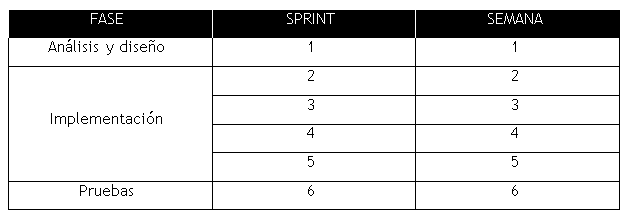 FASE SPRINT SEMANA
Análisis y diseño 1 1
Implementación 2 2
3 3
4 4
5 5
Pruebas 6 6